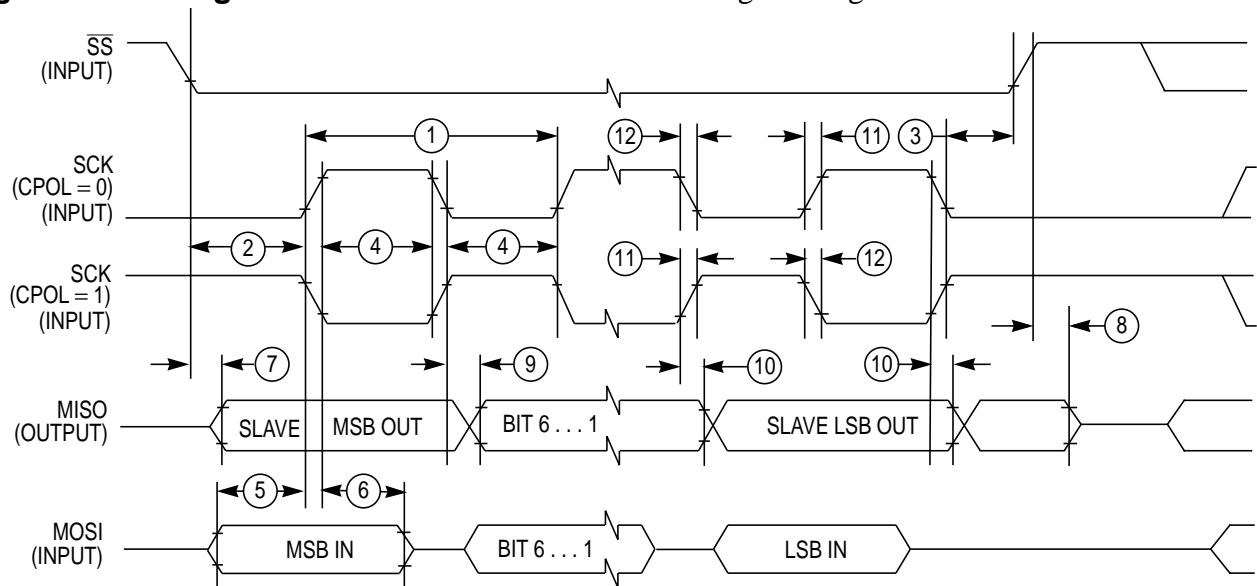 SS
(INPUT)
1
12
11
3
SCK
(CPOL = 0)
(INPUT)
2
4
4
11
12
SCK
(CPOL = 1)
(INPUT)
8
7
9
10
10
MISO
(OUTPUT)
SLAVE MSB OUT
BIT 6 . . . 1
SLAVE LSB OUT
5
6
MOSI
(INPUT)
MSB IN
BIT 6 . . . 1
LSB IN